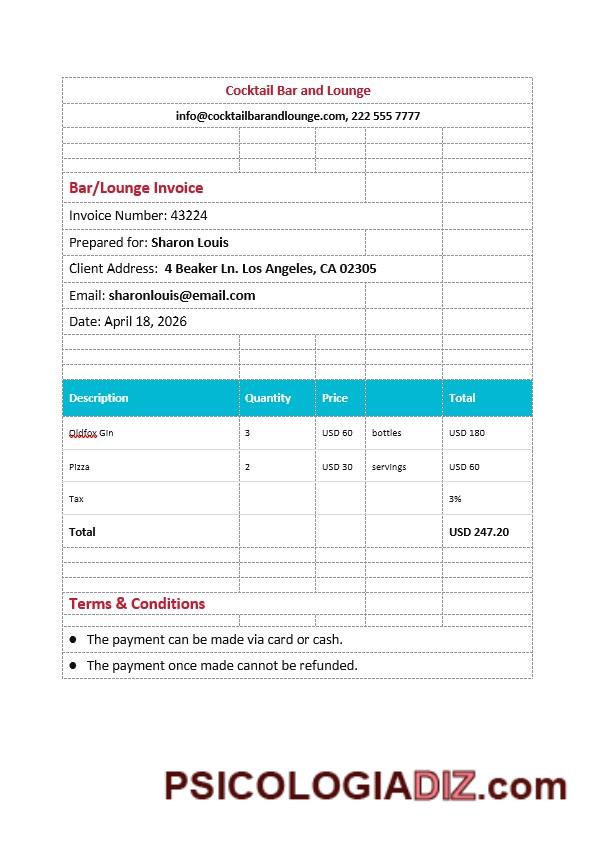 Cocktail Bar and Lounge
info@cocktailbarandlounge.com, 222 555 7777
Bar/Lounge Invoice
Invoice Number: 43224
Prepared for: Sharon Louis
Client Address: 4 Beaker Ln. Los Angeles, CA 02305
Email: sharonlouis@email.com
Date: April 18, 2026
Description Quantity Price Total
Oldfox Gin 3 USD 60 bottles USD 180
Pizza 2 USD 30 servings USD 60
Tax 3%
Total USD 247.20
Terms & Conditions
● The payment can be made via card or cash.
● The payment once made cannot be refunded.
PSICOLOGIADIZ.com